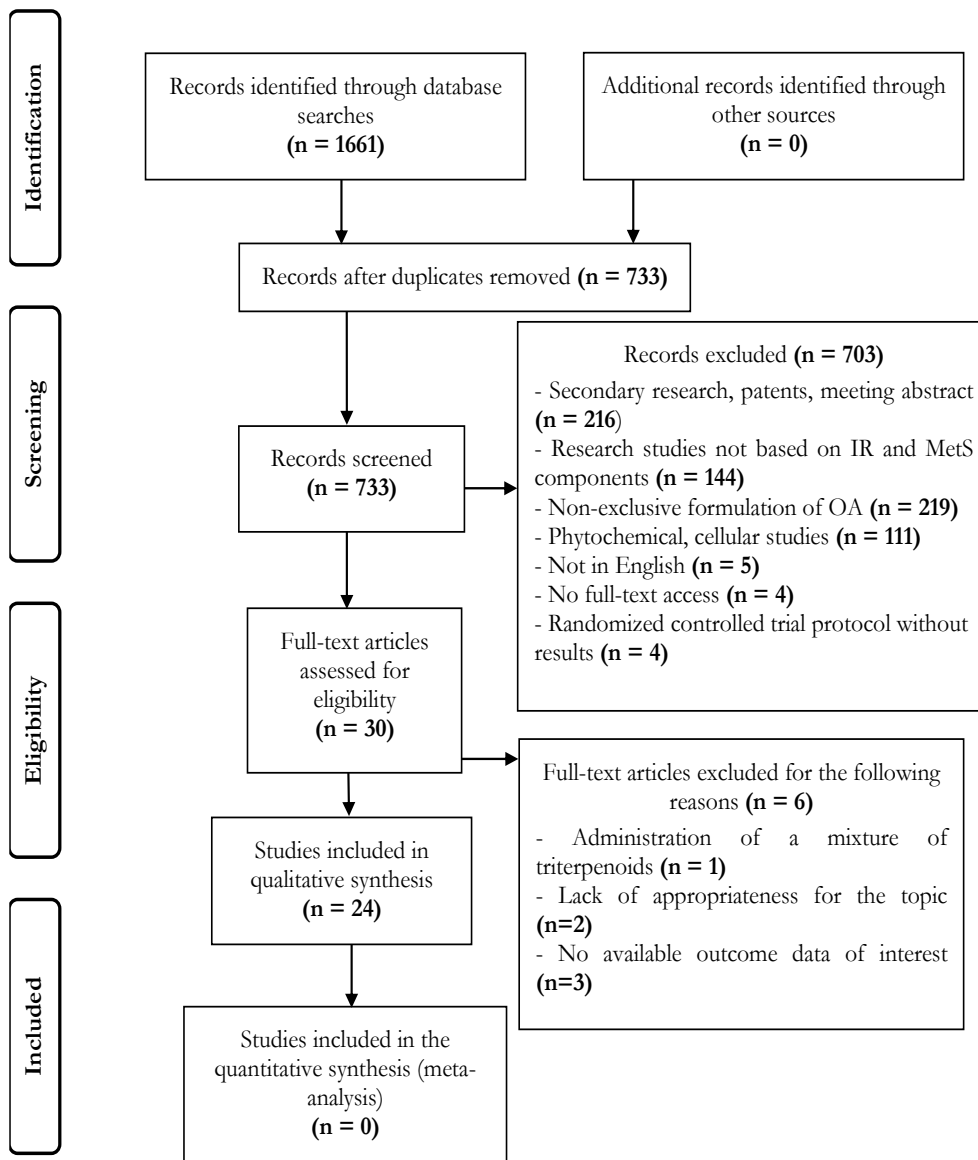 Identification
Records identified through database
searches
(n = 1661)
Additional records identified through
other sources
(n = 0)
Records after duplicates removed (n = 733)
Screening
Records screened
(n = 733)
Records excluded (n = 703)
- Secondary research, patents, meeting abstract
(n = 216)
- Research studies not based on IR and MetS
components (n = 144)
- Non-exclusive formulation of OA (n = 219)
- Phytochemical, cellular studies (n = 111)
- Not in English (n = 5)
- No full-text access (n = 4)
- Randomized controlled trial protocol without
results (n = 4)
Eligibility
Full-text articles
assessed for
eligibility
(n = 30)
Full-text articles excluded for the following
reasons (n = 6)
- Administration of a mixture of
triterpenoids (n = 1)
- Lack of appropriateness for the topic
(n=2)
- No available outcome data of interest
(n=3)
Studies included in
qualitative synthesis
(n = 24)
Included
Studies included in the
quantitative synthesis (meta-
analysis)
(n = 0)